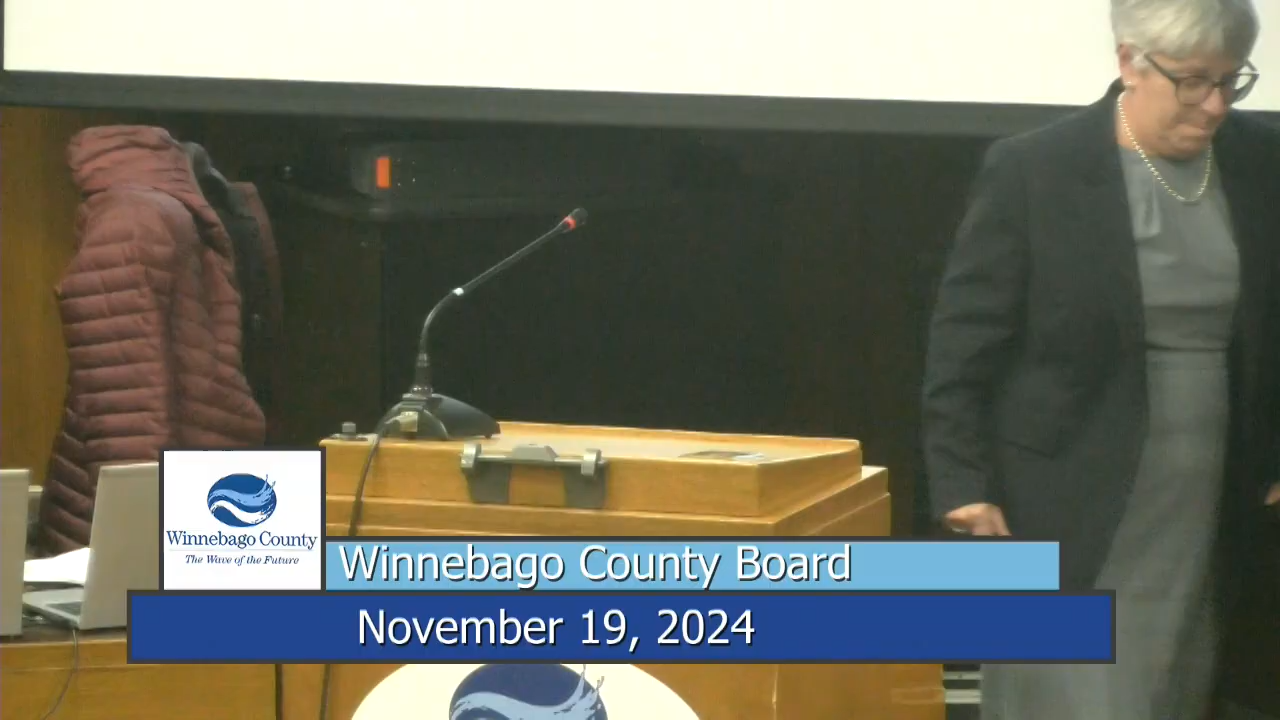 Winnebago County
The Wave of the Future
Winnebago County Board
November 19, 2024